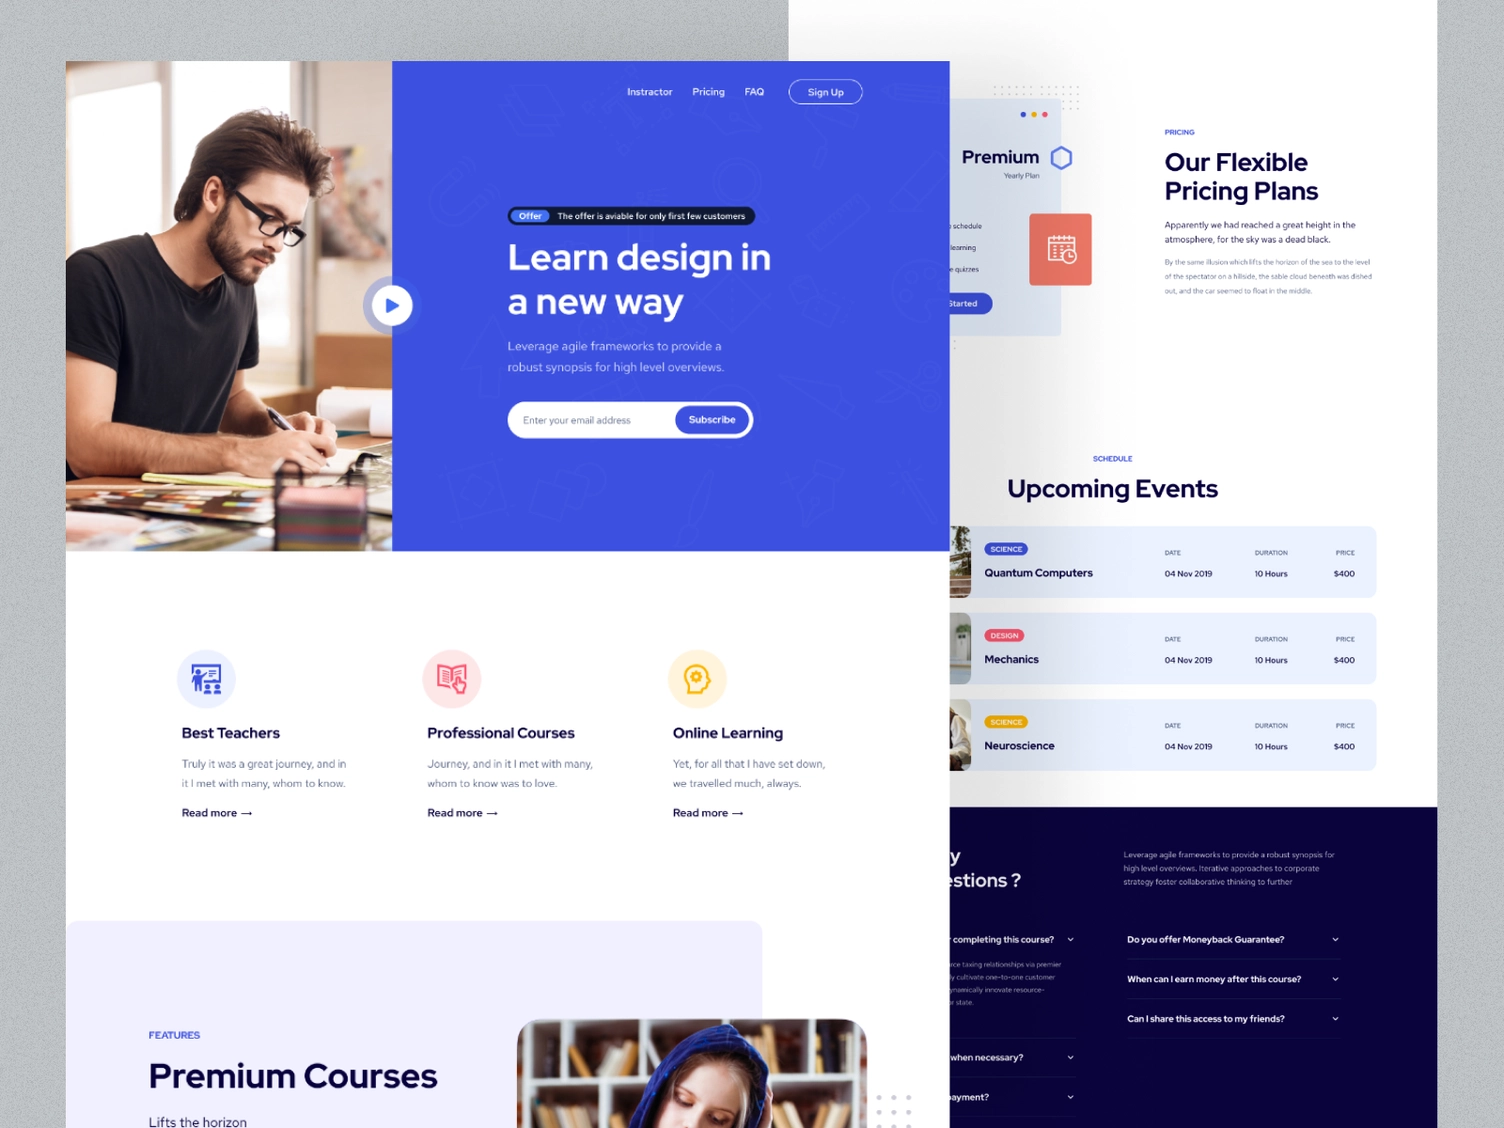 Instractor Pricing FAQ Sign Up
Offer The offer is aviable for only first few customers
Learn design in
a new way
Leverage agile frameworks to provide a
robust synopsis for high level overviews.
Enter your email address Subscribe
Best Teachers
Truly it was a great journey, and in
it I met with many, whom to know.
Read more →
Professional Courses
Journey, and in it I met with many,
whom to know was to love.
Read more →
Online Learning
Yet, for all that I have set down,
we travelled much, always.
Read more →
FEATURES
Premium Courses
Lifts the horizon
Premium
Yearly Plan
schedule
learning
quizzes
Started
PRICING
Our Flexible
Pricing Plans
Apparently we had reached a great height in the
atmosphere, for the sky was a dead black.
By the same illusion which lifts the horizon of the sea to the level
of the spectator on a hillside, the sable cloud beneath was dished
out, and the car seemed to float in the middle.
SCHEDULE
Upcoming Events
SCIENCE
Quantum Computers
DATE DURATION PRICE
04 Nov 2019 10 Hours $400
DESIGN
Mechanics
DATE DURATION PRICE
04 Nov 2019 10 Hours $400
SCIENCE
Neuroscience
DATE DURATION PRICE
04 Nov 2019 10 Hours $400
y
estions ?
Leverage agile frameworks to provide a robust synopsis for
high level overviews. Iterative approaches to corporate
strategy foster collaborative thinking to further
completing this course?
taxing relationships via premier
cultivate one-to-one customer
ynamically innovate resource-
state.
when necessary?
payment?
Do you offer Moneyback Guarantee?
When can I earn money after this course?
Can I share this access to my friends?